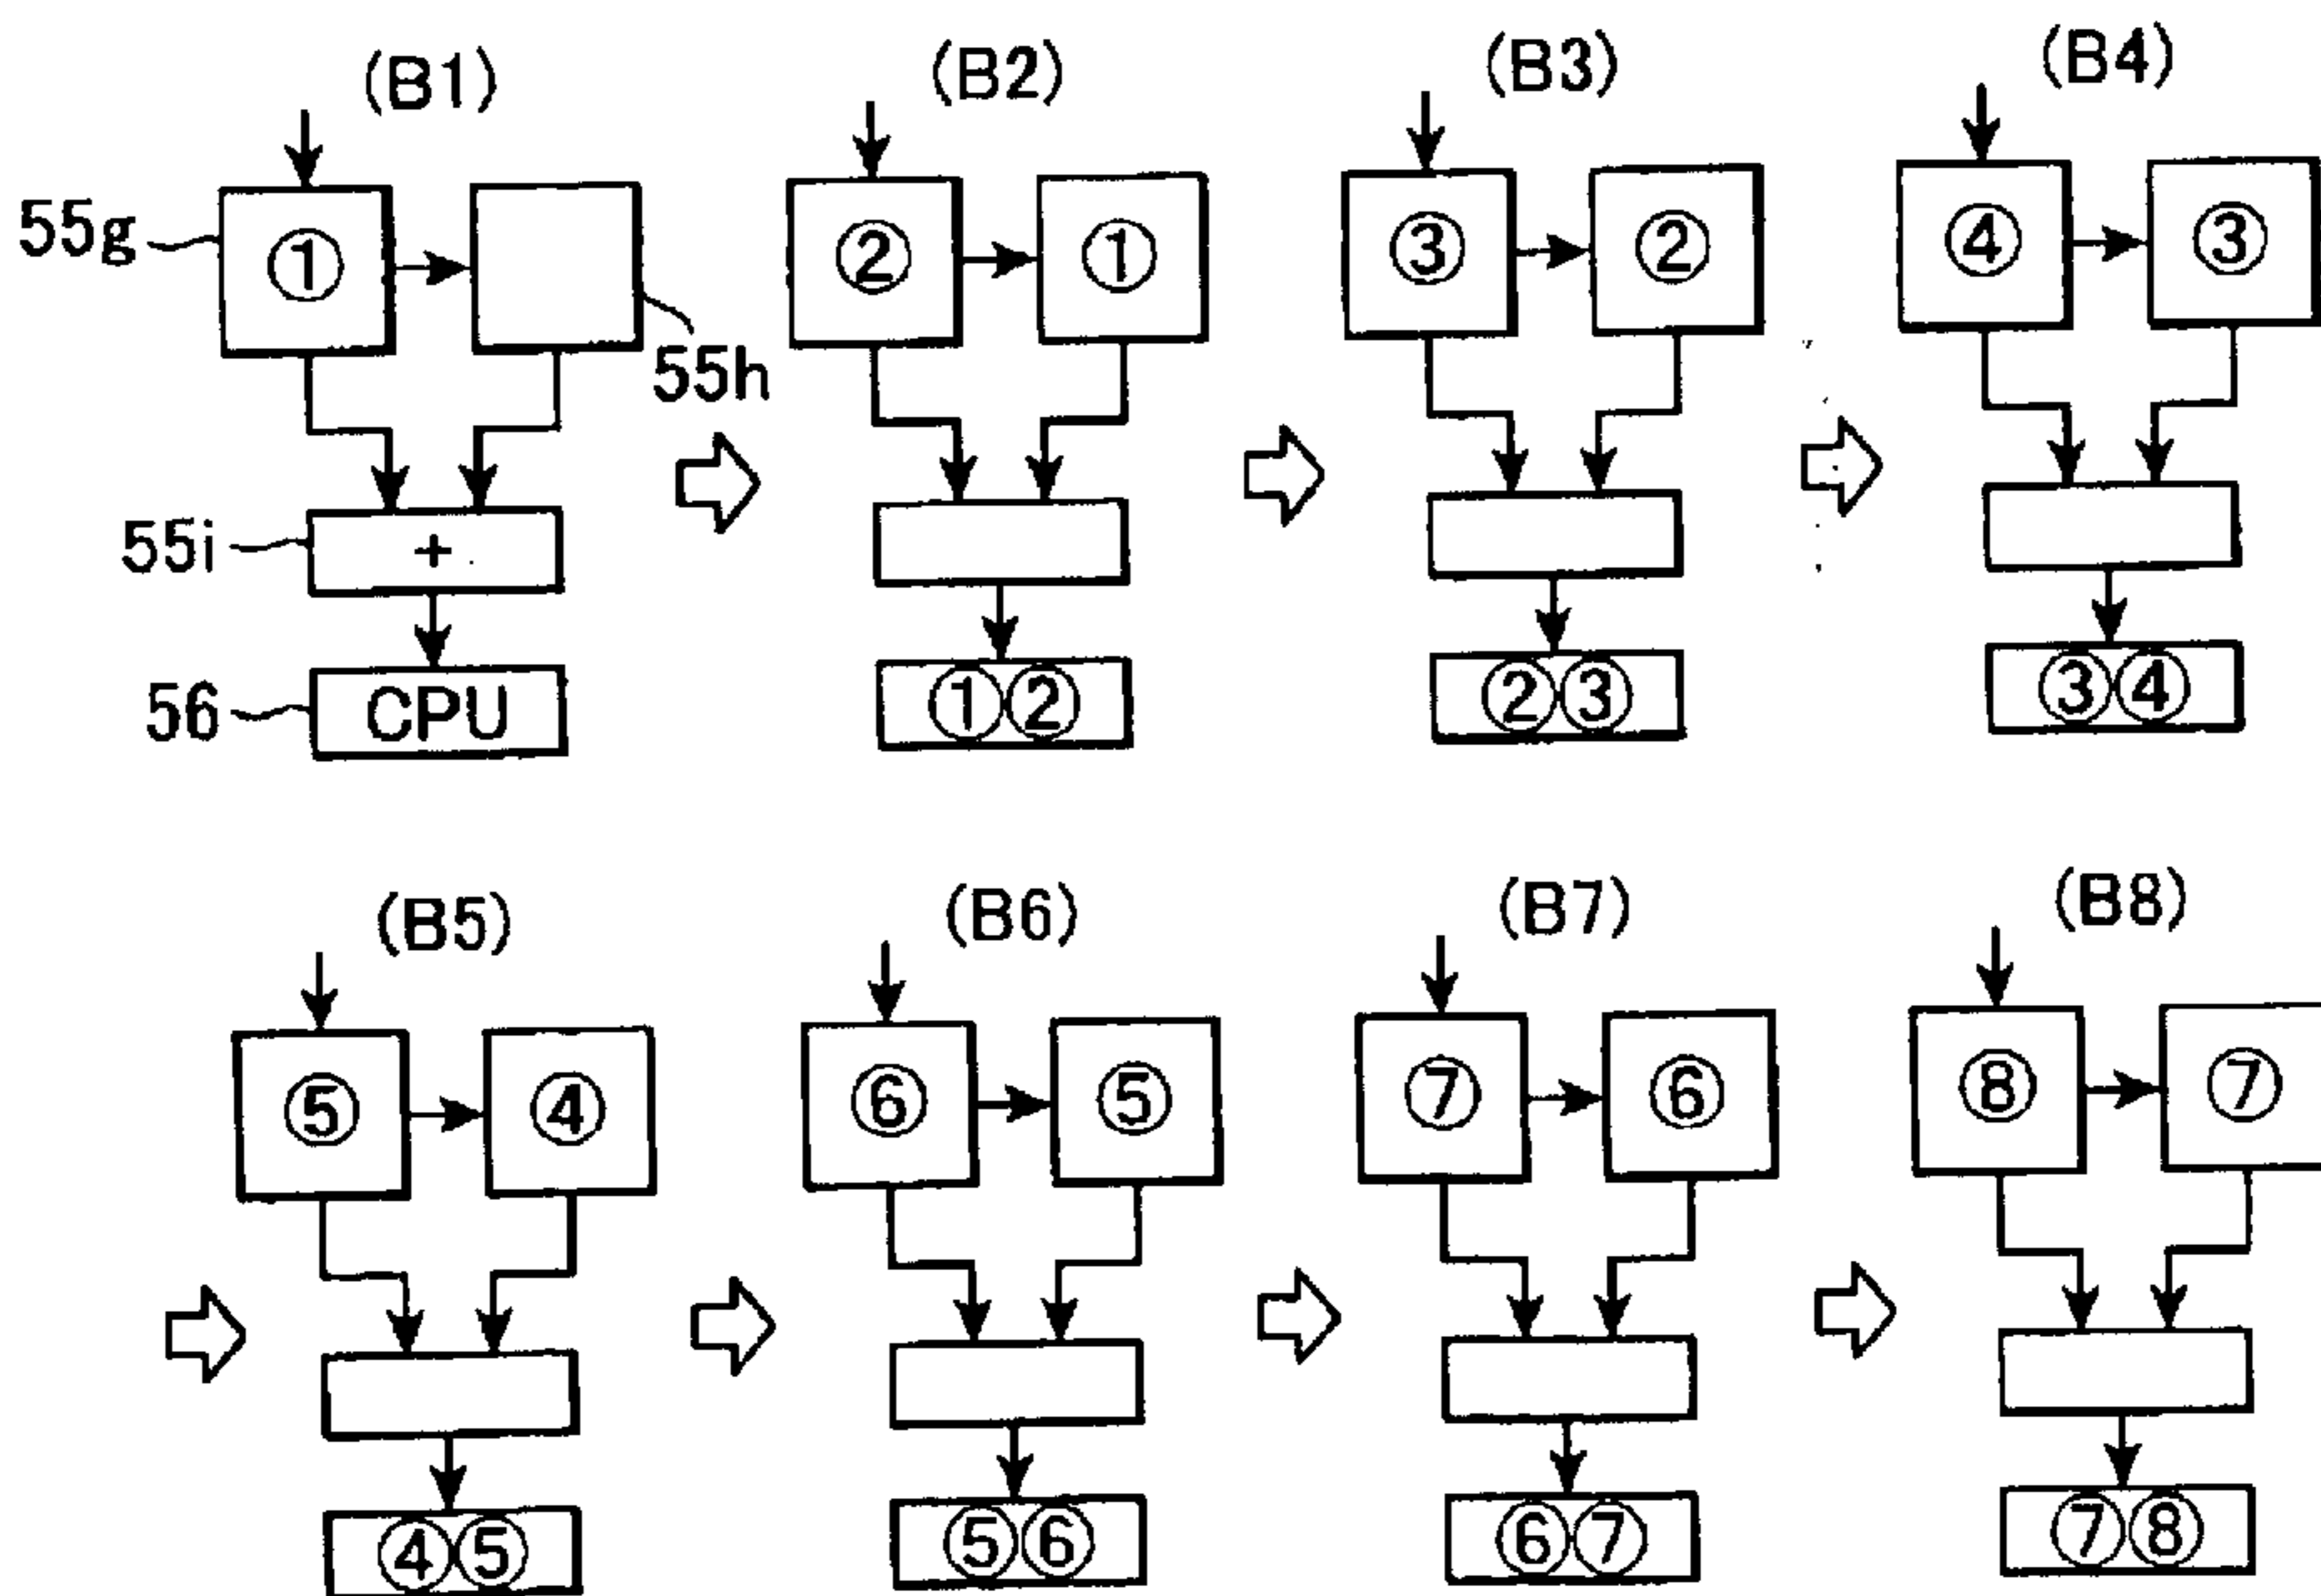 (B1) (B2) (B3) (B4)
55g ① ② ① ③ ② ④ ③
55h
55i +
56 CPU ①② ②③ ③④
(B5) (B6) (B7) (B8)
⑤ ④ ⑥ ⑤ ⑦ ⑥ ⑧ ⑦
④⑤ ⑤⑥ ⑥⑦ ⑦⑧